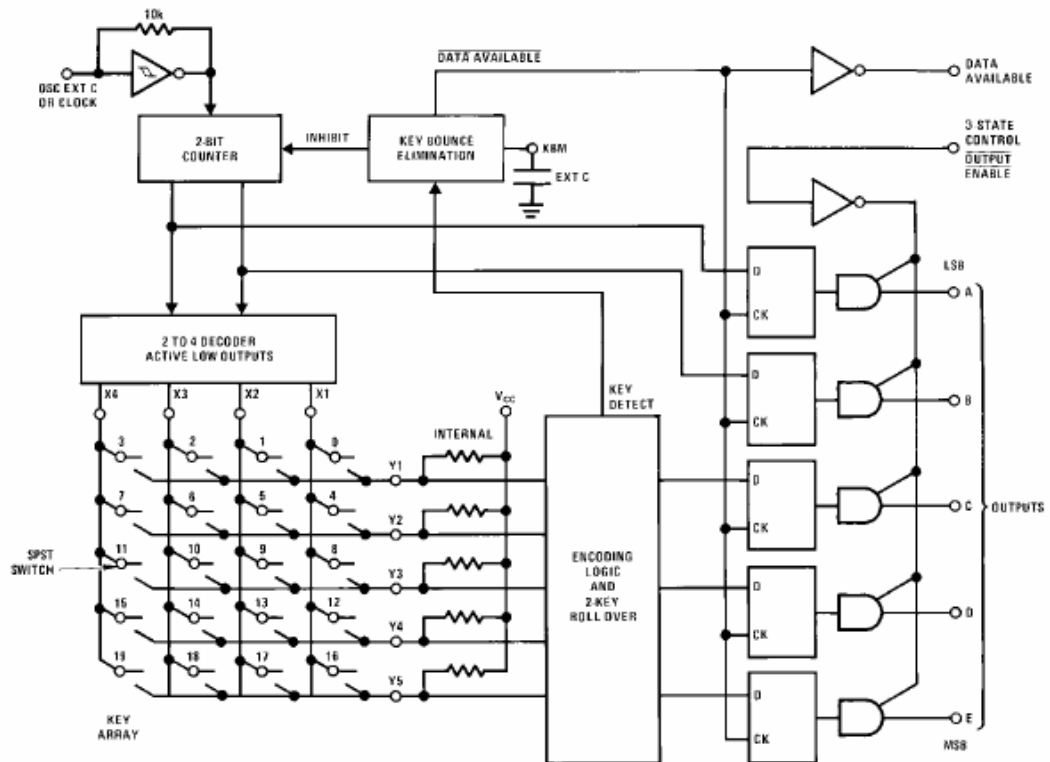 10k
OSC EXT C
OR CLOCK
2-BIT
COUNTER
INHIBIT
KEY BOUNCE
ELIMINATION
DATA AVAILABLE
KBM
EXT C
DATA
AVAILABLE
3 STATE
CONTROL
OUTPUT
ENABLE
2 TO 4 DECODER
ACTIVE LOW OUTPUTS
X4 X3 X2 X1
VCC
INTERNAL
KEY
DETECT
3 2 1 0 Y1
7 6 5 4 Y2
11 10 9 8 Y3
15 14 13 12 Y4
19 18 17 16 Y5
SPST
SWITCH
KEY
ARRAY
ENCODING
LOGIC
AND
2-KEY
ROLL OVER
D
CK
LSB
A
D
CK
B
D
CK
C
OUTPUTS
D
CK
D
D
CK
E
MSB